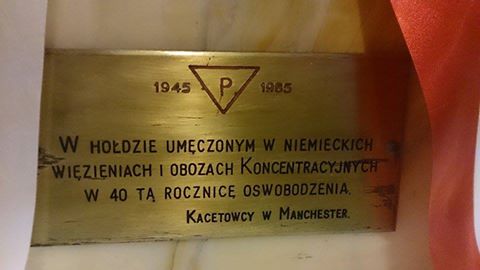 1945 P 1985
W HOŁDZIE UMĘCZONYM W NIEMIECKICH
WIĘZIENIACH I OBOZACH KONCENTRACYJNYCH
W 40 TĄ ROCZNICĘ OSWOBODZENIA.
KACETOWCY W MANCHESTER.